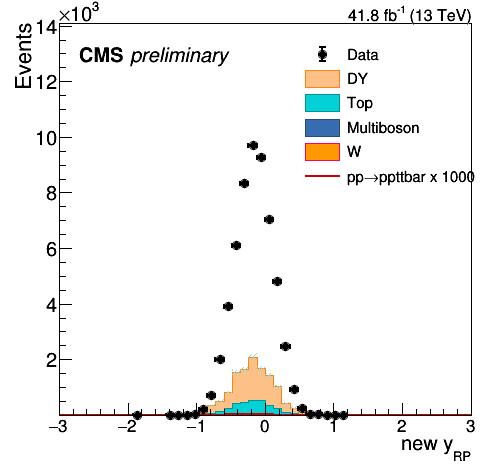 ×10³
41.8 fb⁻¹ (13 TeV)
Events
CMS preliminary
Data
DY
Top
Multiboson
W
pp→ppttbar x 1000
14
12
10
8
6
4
2
−3 −2 −1 0 1 2 3
new y_RP